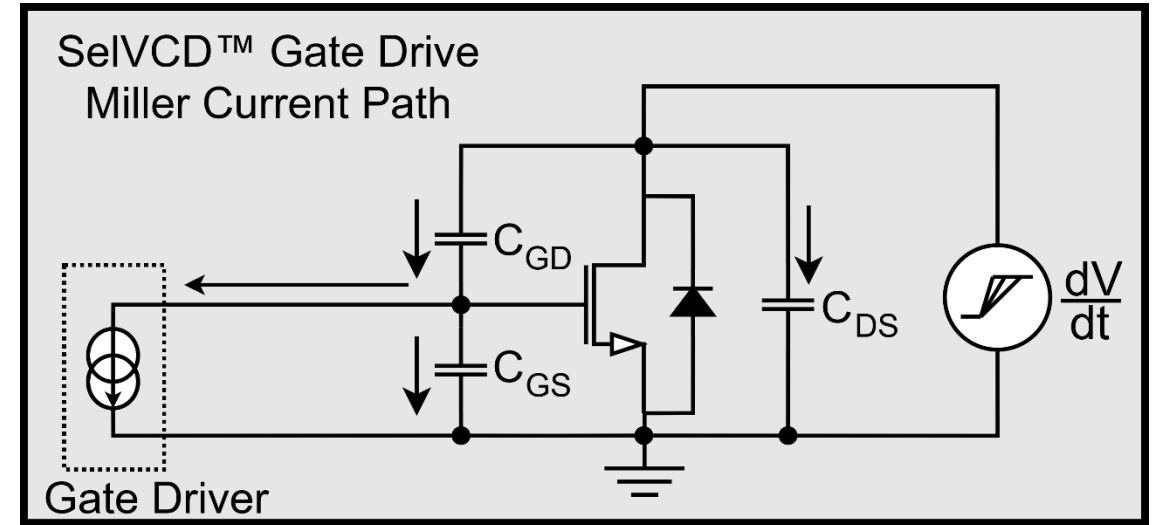 SelVCD™ Gate Drive
Miller Current Path
CGD
CGS
CDS
dV
dt
Gate Driver